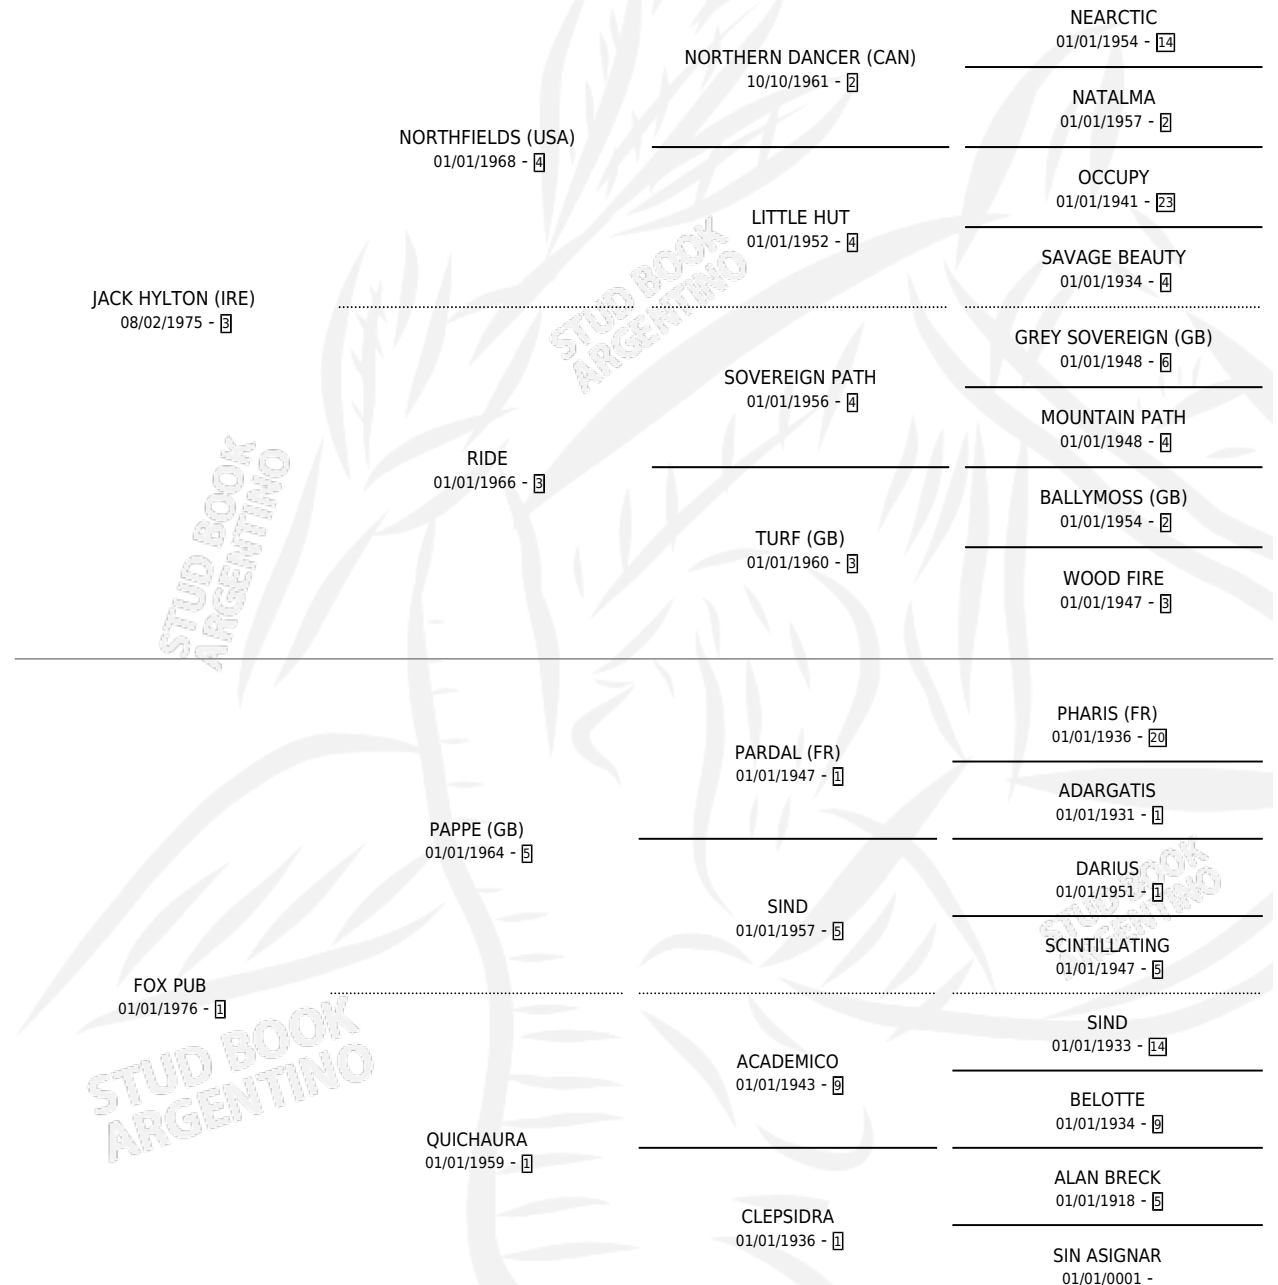 NEARCTIC
01/01/1954 - 14
NORTHERN DANCER (CAN)
10/10/1961 - 2
NATALMA
01/01/1957 - 2
NORTHFIELDS (USA)
01/01/1968 - 4
OCCUPY
01/01/1941 - 23
LITTLE HUT
01/01/1952 - 4
SAVAGE BEAUTY
01/01/1934 - 4
JACK HYLTON (IRE)
08/02/1975 - 3
STUD BOOK
ARGENTINO
GREY SOVEREIGN (GB)
01/01/1948 - 6
SOVEREIGN PATH
01/01/1956 - 4
MOUNTAIN PATH
01/01/1948 - 4
RIDE
01/01/1966 - 3
BALLYMOSS (GB)
01/01/1954 - 2
TURF (GB)
01/01/1960 - 3
WOOD FIRE
01/01/1947 - 3
STUD BOOK
ARGENTINO
PHARIS (FR)
01/01/1936 - 20
PARDAL (FR)
01/01/1947 - 1
ADARGATIS
01/01/1931 - 1
PAPPE (GB)
01/01/1964 - 5
DARIUS
01/01/1951 - 1
SIND
01/01/1957 - 5
SCINTILLATING
01/01/1947 - 5
STUD BOOK
ARGENTINO
FOX PUB
01/01/1976 - 1
SIND
01/01/1933 - 14
ACADEMICO
01/01/1943 - 9
BELOTTE
01/01/1934 - 9
STUD BOOK
ARGENTINO
QUICHAURA
01/01/1959 - 1
ALAN BRECK
01/01/1918 - 5
CLEPSIDRA
01/01/1936 - 1
SIN ASIGNAR
01/01/0001 -